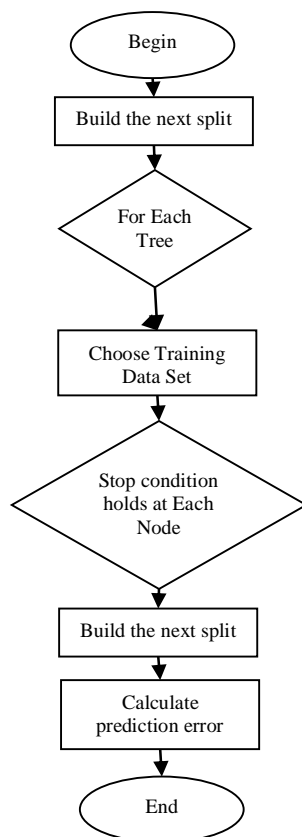 Begin
Build the next split
For Each
Tree
Choose Training
Data Set
Stop condition
holds at Each
Node
Build the next split
Calculate
prediction error
End